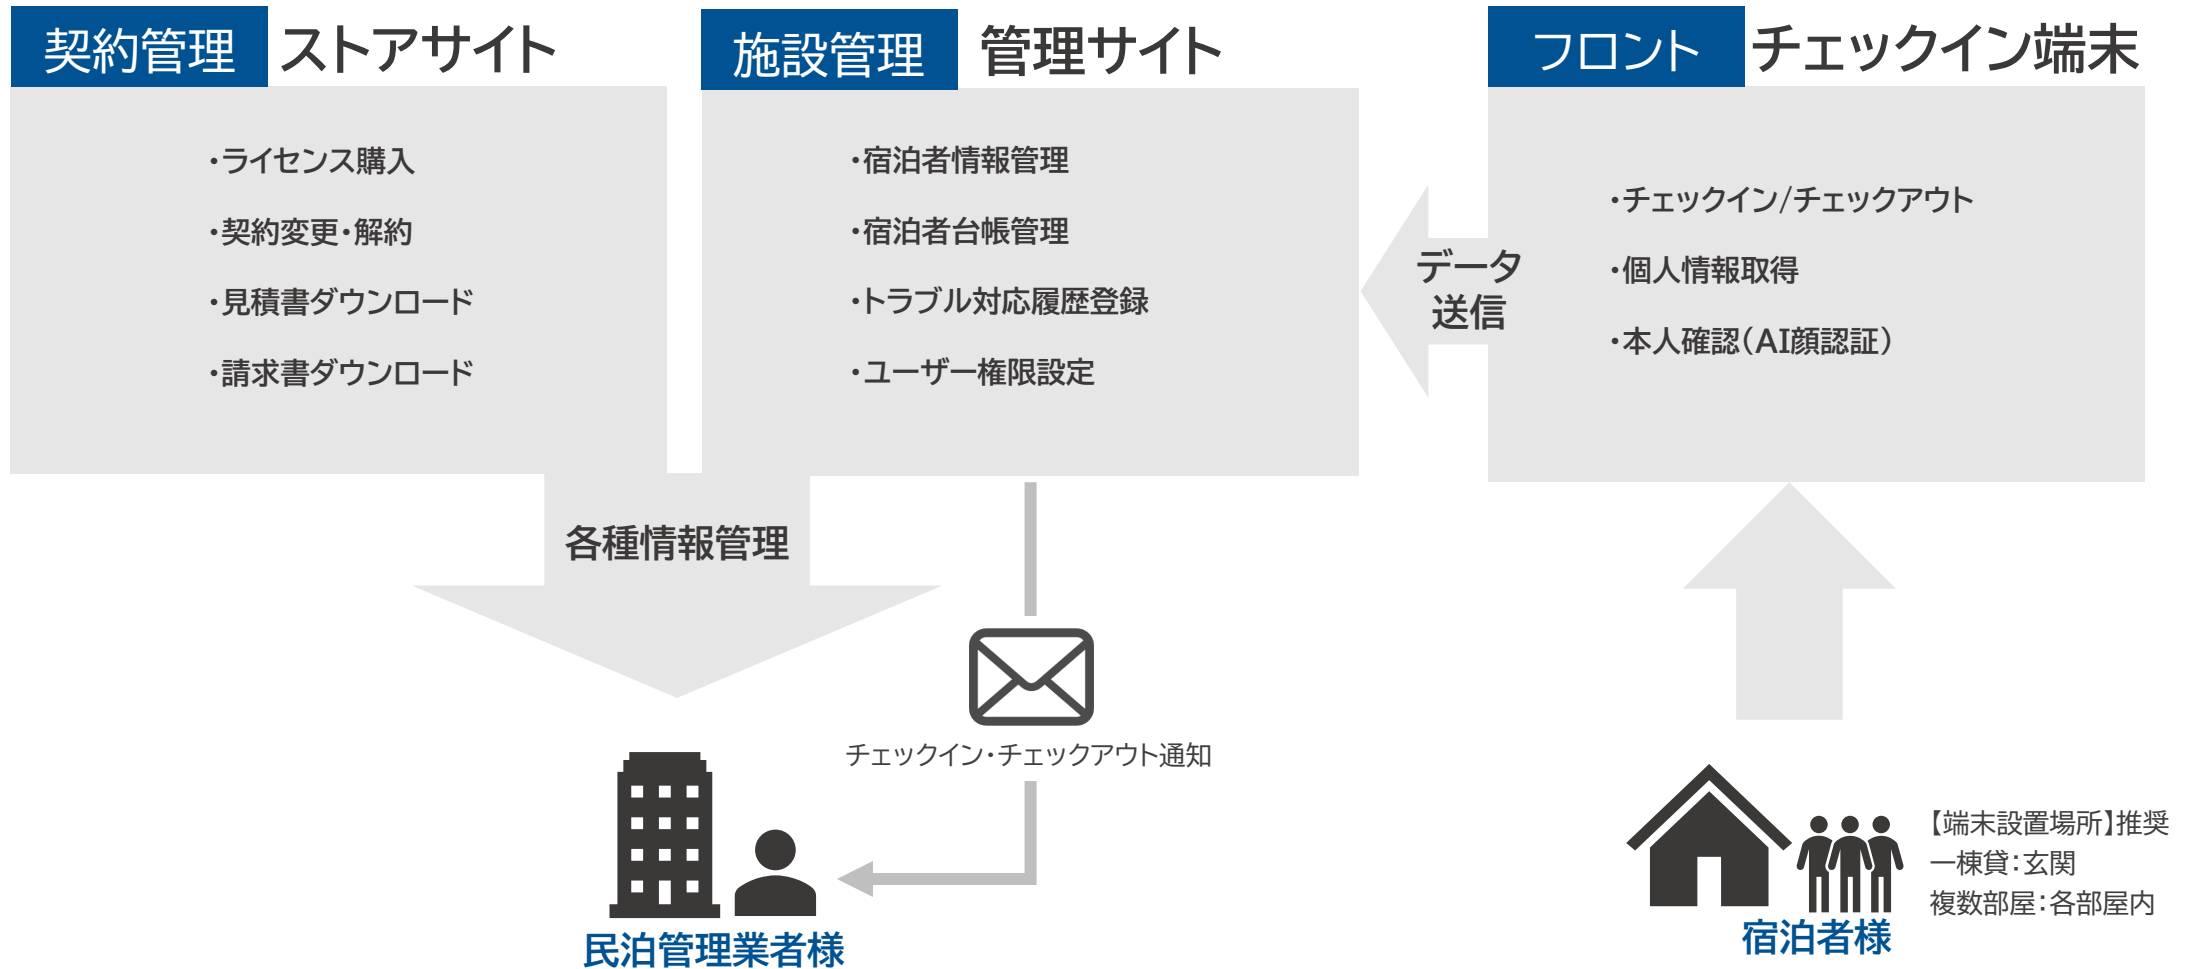 契約管理 ストアサイト
・ライセンス購入
・契約変更・解約
・見積書ダウンロード
・請求書ダウンロード
施設管理 管理サイト
・宿泊者情報管理
・宿泊者台帳管理
・トラブル対応履歴登録
・ユーザー権限設定
フロント チェックイン端末
・チェックイン/チェックアウト
・個人情報取得
・本人確認(AI顔認証)
データ
送信
各種情報管理
チェックイン・チェックアウト通知
民泊管理業者様
【端末設置場所】推奨
一棟貸：玄関
複数部屋：各部屋内
宿泊者様